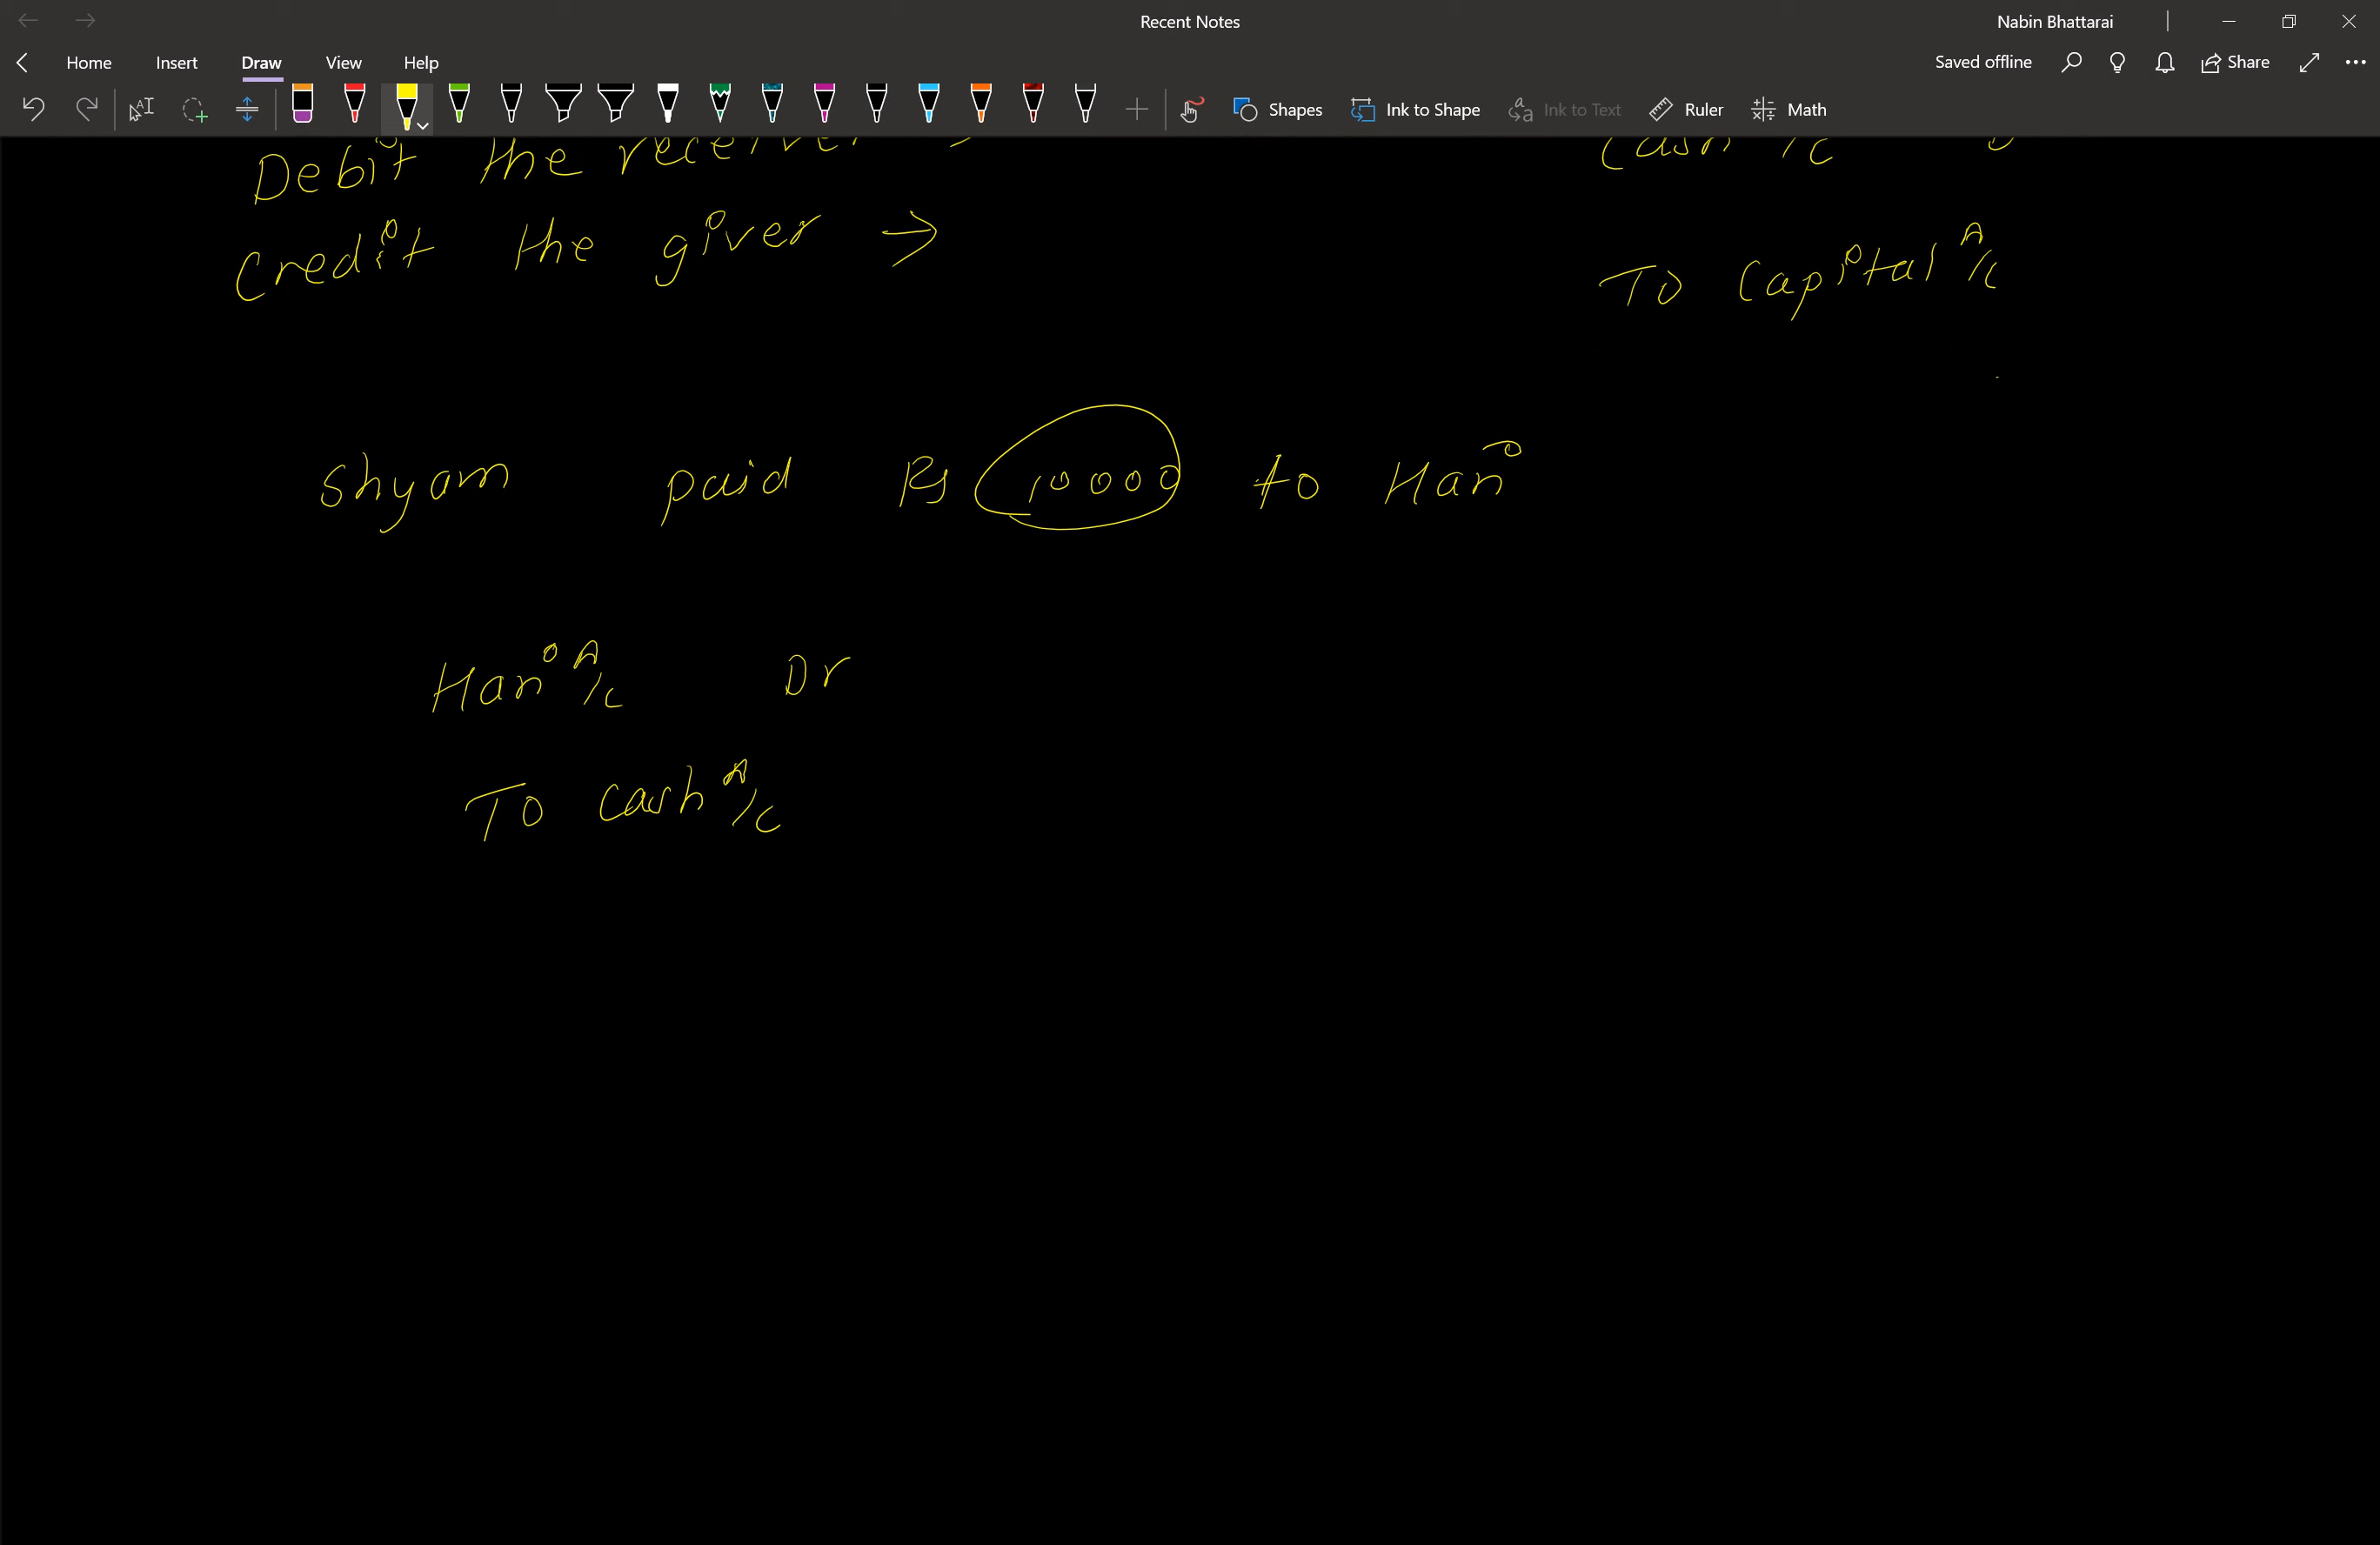 Recent Notes
Nabin Bhattarai
Home Insert Draw View Help
Saved offline
Share
Shapes Ink to Shape Ink to Text Ruler Math
Debit the receiver
Cash A/c
Credit the giver →
To Capital A/c
Shyam paid Rs 10000 to Hari
Hari A/c Dr
To cash A/c